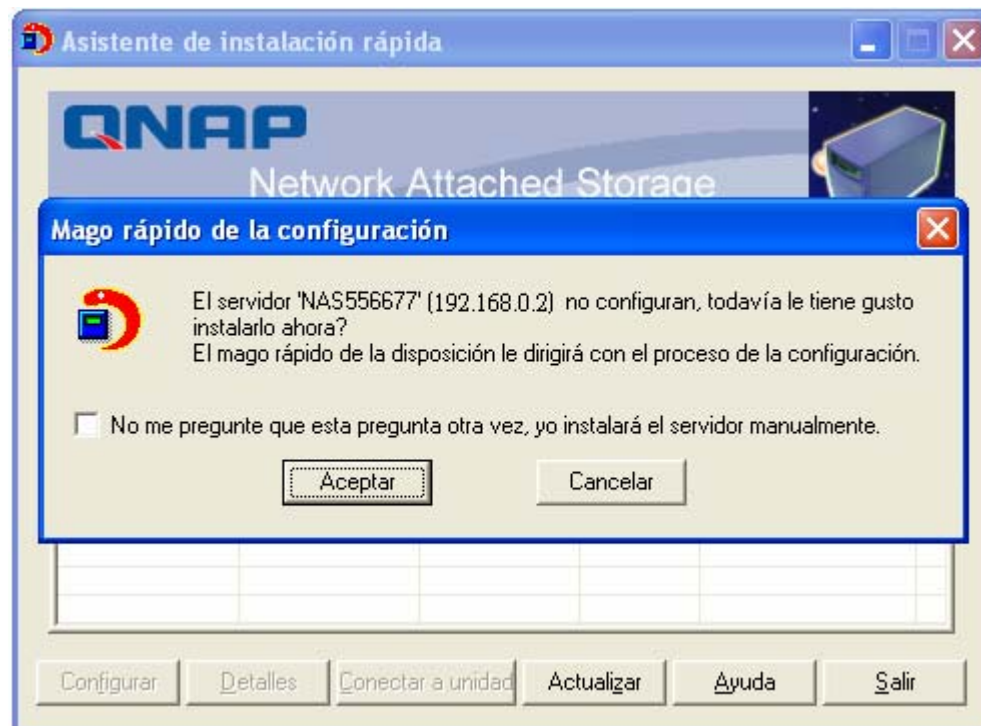 Asistente de instalación rápida
QNAP
Network Attached Storage
Mago rápido de la configuración
El servidor 'NAS556677' (192.168.0.2) no configuran, todavía le tiene gusto
instalarlo ahora?
El mago rápido de la disposición le dirigirá con el proceso de la configuración.
No me pregunte que esta pregunta otra vez, yo instalará el servidor manualmente.
Aceptar Cancelar
Configurar Detalles Conectar a unidad Actualizar Ayuda Salir